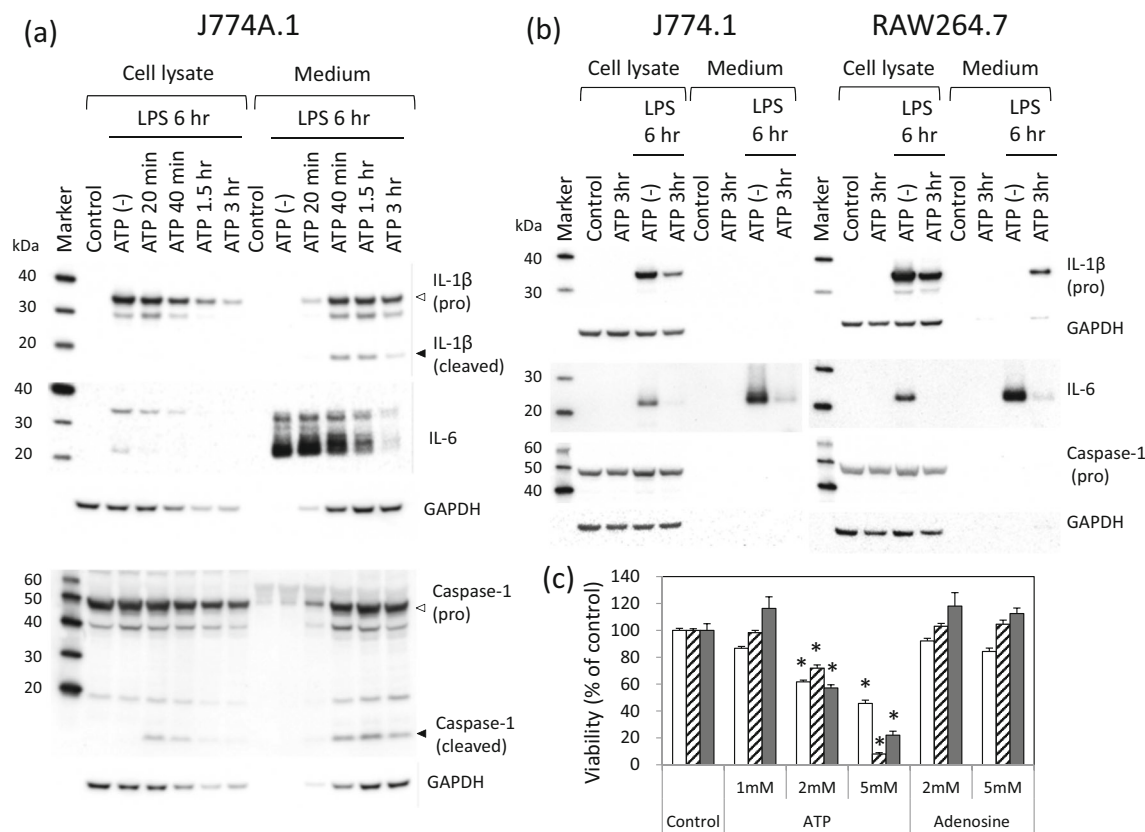 (a)
J774A.1
Cell lysate
Medium
LPS 6 hr
LPS 6 hr
kDa
Marker
Control
ATP (-)
ATP 20 min
ATP 40 min
ATP 1.5 hr
ATP 3 hr
Control
ATP (-)
ATP 20 min
ATP 40 min
ATP 1.5 hr
ATP 3 hr
40
30
20
IL-1β
(pro)
IL-1β
(cleaved)
40
30
20
IL-6
GAPDH
60
50
40
30
20
Caspase-1
(pro)
Caspase-1
(cleaved)
GAPDH
(b)
J774.1
RAW264.7
Cell lysate
Medium
Cell lysate
Medium
LPS
6 hr
LPS
6 hr
LPS
6 hr
LPS
6 hr
kDa
Marker
Control
ATP 3hr
ATP (-)
ATP 3hr
Control
ATP 3hr
ATP (-)
ATP 3hr
Marker
Control
ATP 3hr
ATP (-)
ATP 3hr
Control
ATP 3hr
ATP (-)
ATP 3hr
40
30
IL-1β
(pro)
GAPDH
30
20
IL-6
60
50
40
Caspase-1
(pro)
GAPDH
(c)
Viability (% of control)
140
120
100
80
60
40
20
0
* * *
* * *
1mM 2mM 5mM 2mM 5mM
Control ATP Adenosine